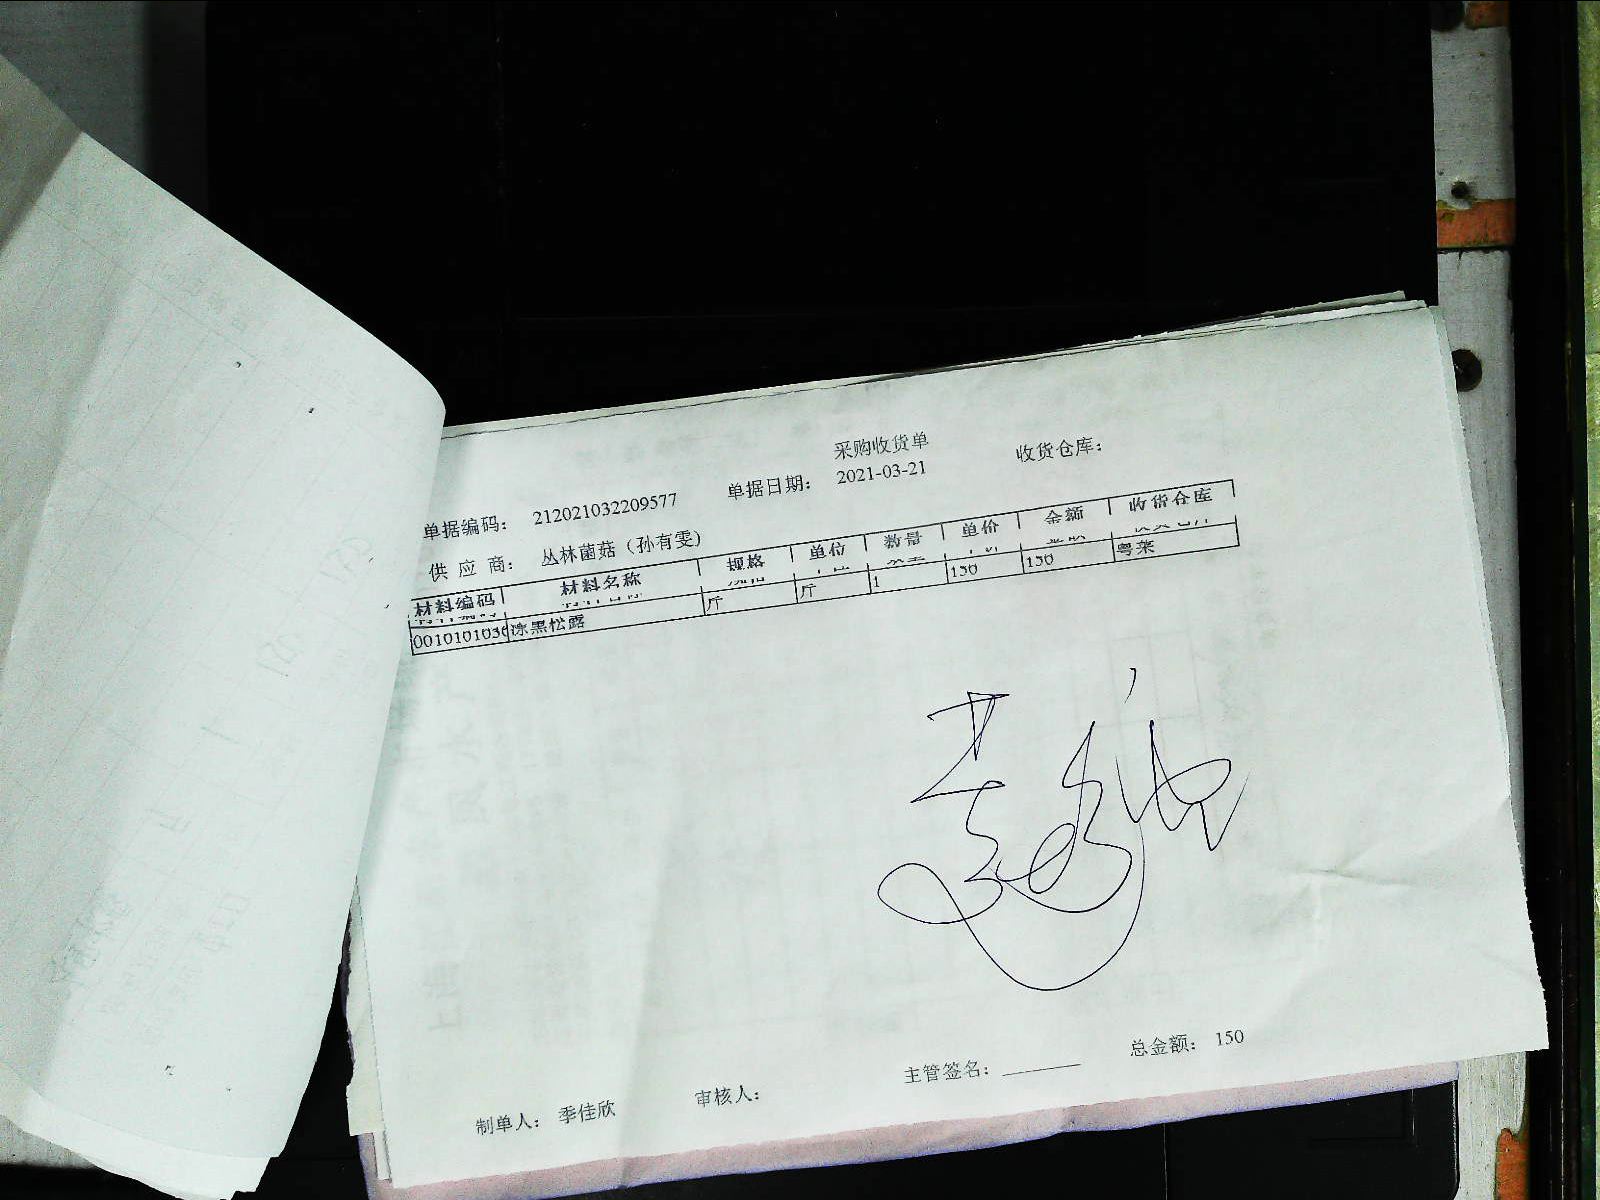 采购收货单
单据编码： 212021032209577 单据日期： 2021-03-21 收货仓库：
供 应 商： 丛林菌菇（孙有雯）
材料编码 材料名称 规格 单位 数量 单价 金额 收货仓库
0010101030 冻黑松露 斤 斤 1 150 150 粤菜
总金额： 150
制单人： 季佳欣 审核人： 主管签名：